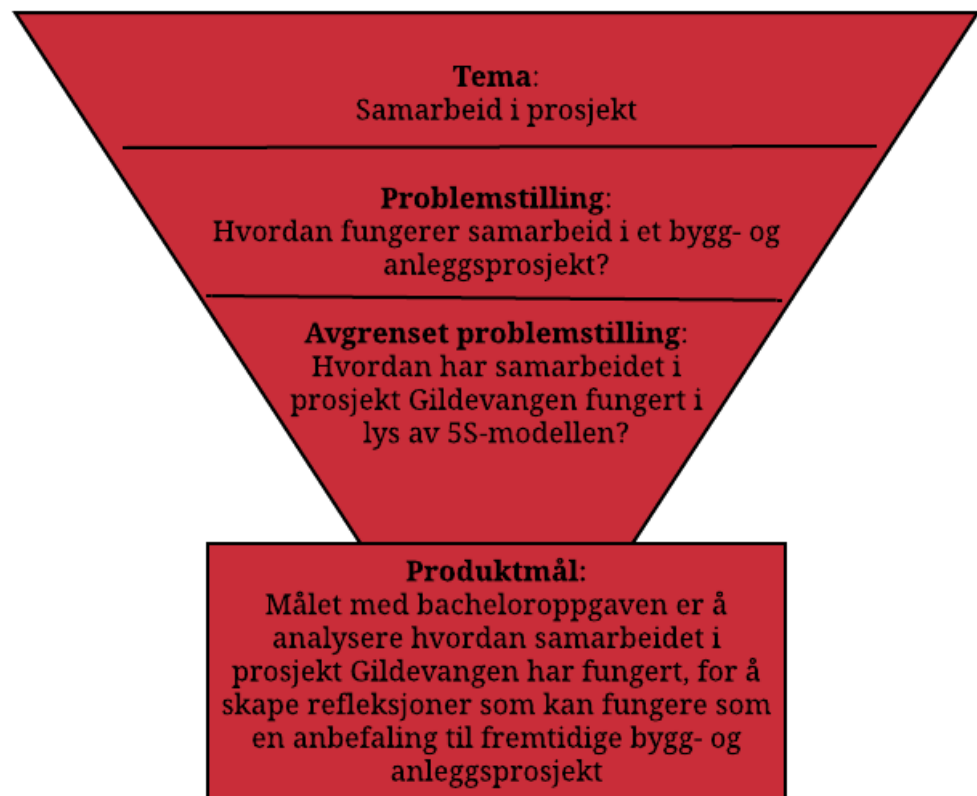 Tema:
Samarbeid i prosjekt
Problemstilling:
Hvordan fungerer samarbeid i et bygg- og
anleggsprosjekt?
Avgrenset problemstilling:
Hvordan har samarbeidet i
prosjekt Gildevangen fungert i
lys av 5S-modellen?
Produktmål:
Målet med bacheloroppgaven er å
analysere hvordan samarbeidet i
prosjekt Gildevangen har fungert, for å
skape refleksjoner som kan fungere som
en anbefaling til fremtidige bygg- og
anleggsprosjekt